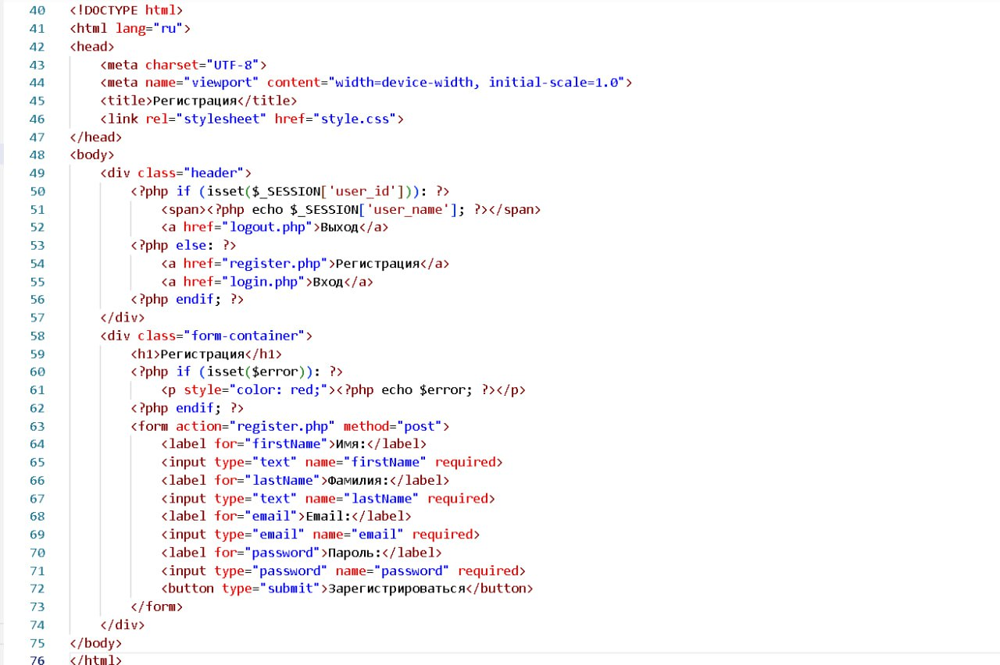 40 <!DOCTYPE html>
41 <html lang="ru">
42 <head>
43     <meta charset="UTF-8">
44     <meta name="viewport" content="width=device-width, initial-scale=1.0">
45     <title>Регистрация</title>
46     <link rel="stylesheet" href="style.css">
47 </head>
48 <body>
49     <div class="header">
50         <?php if (isset($_SESSION['user_id'])): ?>
51             <span><?php echo $_SESSION['user_name']; ?></span>
52             <a href="logout.php">Выход</a>
53         <?php else: ?>
54             <a href="register.php">Регистрация</a>
55             <a href="login.php">Вход</a>
56         <?php endif; ?>
57     </div>
58     <div class="form-container">
59         <h1>Регистрация</h1>
60         <?php if (isset($error)): ?>
61             <p style="color: red;"><?php echo $error; ?></p>
62         <?php endif; ?>
63         <form action="register.php" method="post">
64             <label for="firstName">Имя:</label>
65             <input type="text" name="firstName" required>
66             <label for="lastName">Фамилия:</label>
67             <input type="text" name="lastName" required>
68             <label for="email">Email:</label>
69             <input type="email" name="email" required>
70             <label for="password">Пароль:</label>
71             <input type="password" name="password" required>
72             <button type="submit">Зарегистрироваться</button>
73         </form>
74     </div>
75 </body>
76 </html>